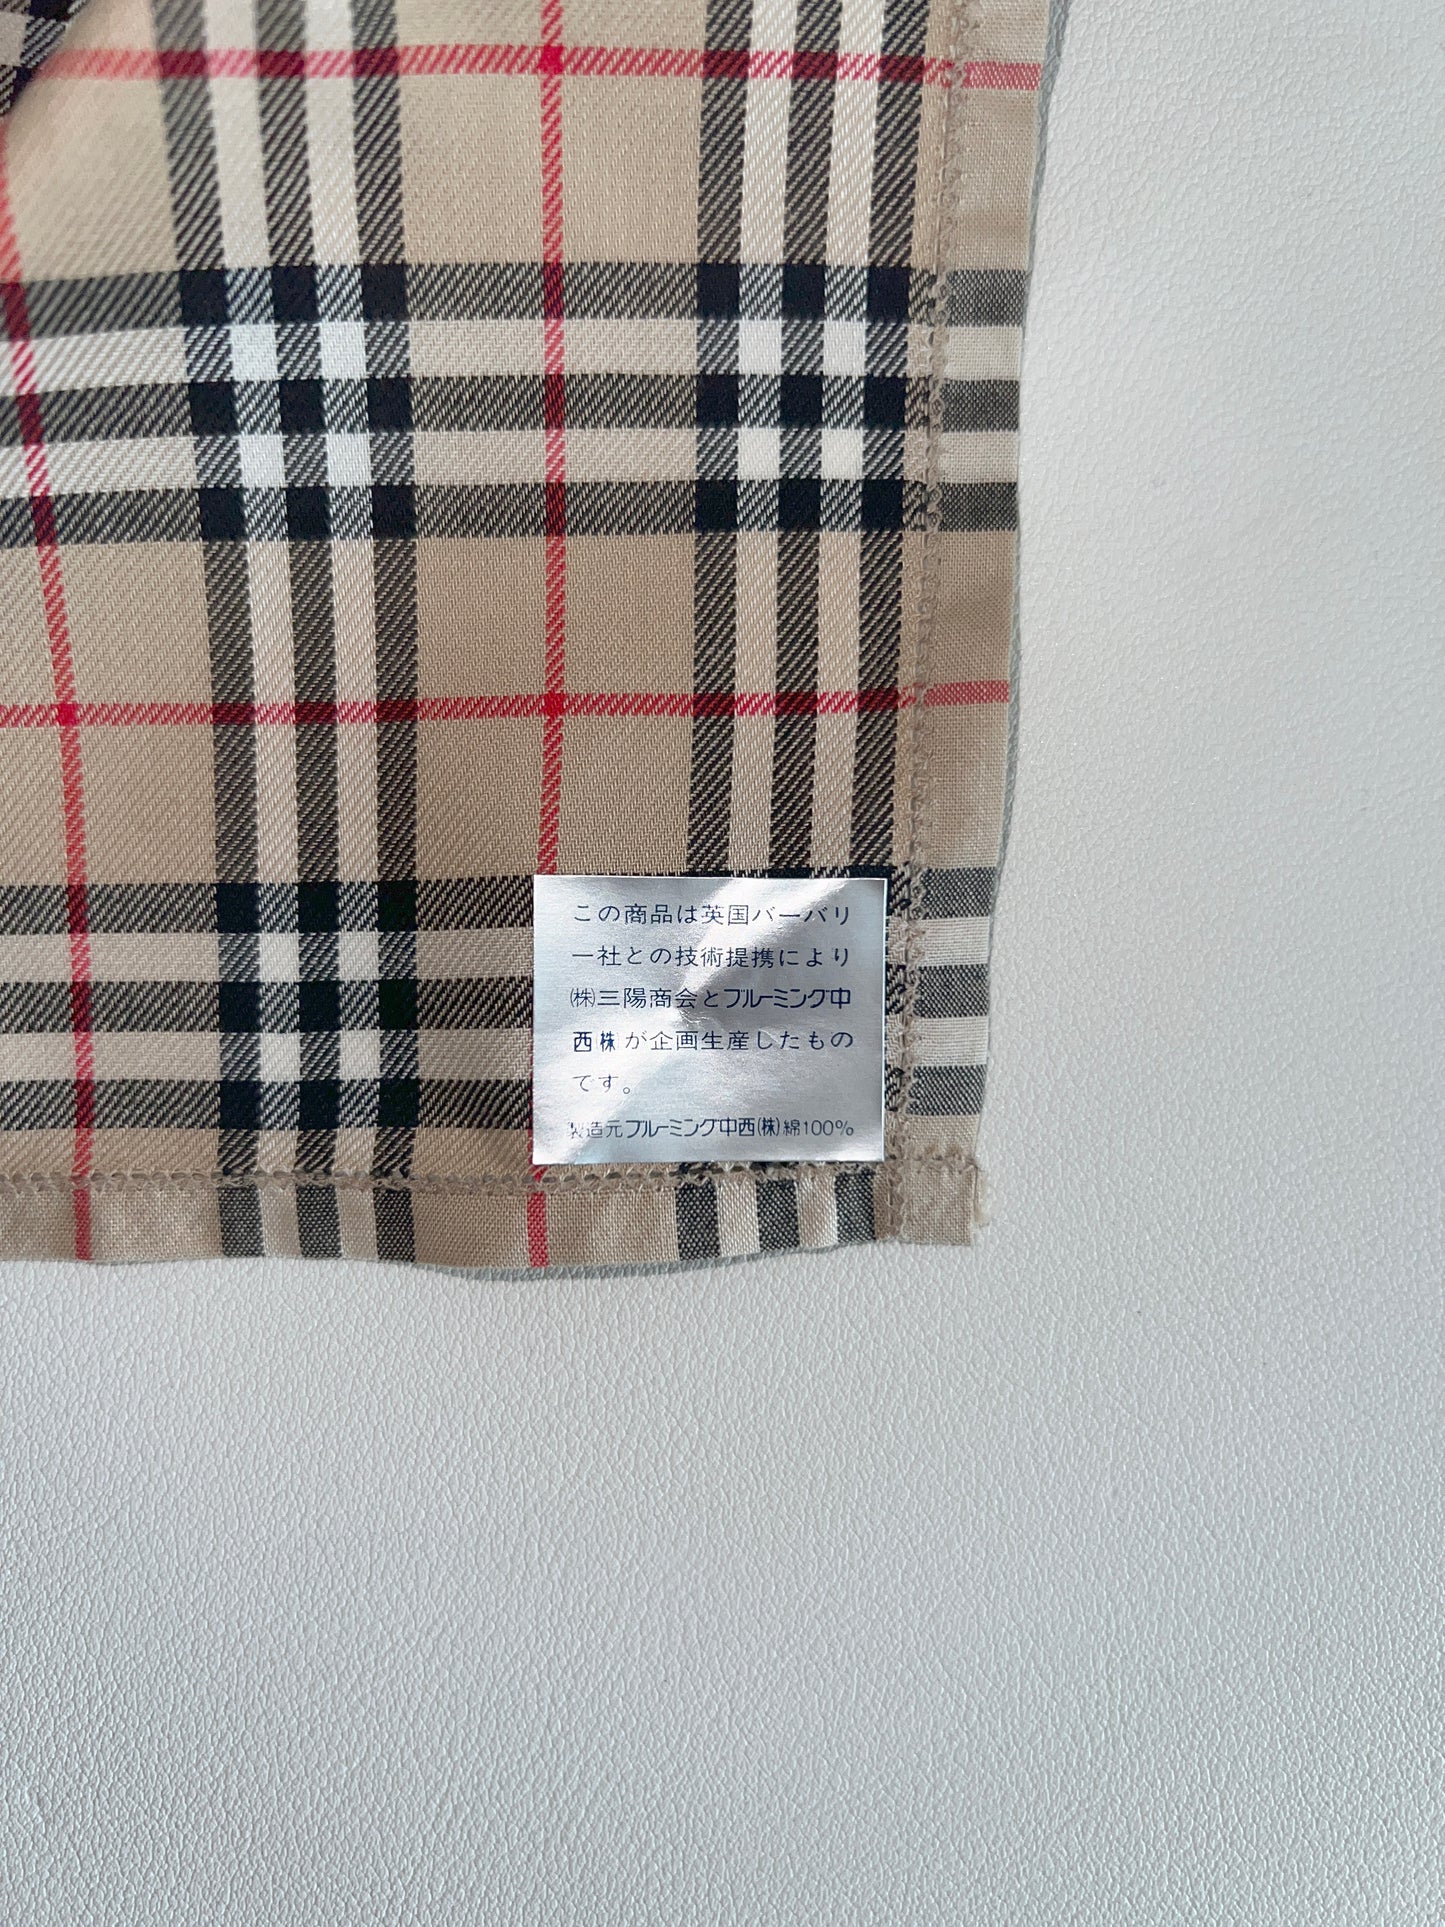 この商品は英国バーバリ
ー社との技術提携により
(株)三陽商会とブルーミング中
西(株)が企画生産したもの
です。
製造元ブルーミング中西(株)綿100%